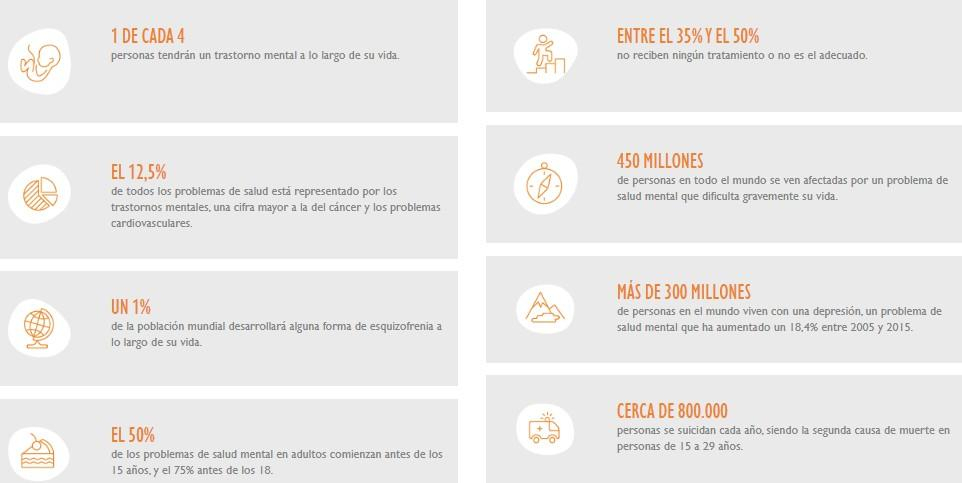 1 DE CADA 4
personas tendrán un trastorno mental a lo largo de su vida.
EL 12,5%
de todos los problemas de salud está representado por los
trastornos mentales, una cifra mayor a la del cáncer y los problemas
cardiovasculares.
UN 1%
de la población mundial desarrollará alguna forma de esquizofrenia a
lo largo de su vida.
EL 50%
de los problemas de salud mental en adultos comienzan antes de los
15 años, y el 75% antes de los 18.
ENTRE EL 35% Y EL 50%
no reciben ningún tratamiento o no es el adecuado.
450 MILLONES
de personas en todo el mundo se ven afectadas por un problema de
salud mental que dificulta gravemente su vida.
MÁS DE 300 MILLONES
de personas en el mundo viven con una depresión, un problema de
salud mental que ha aumentado un 18,4% entre 2005 y 2015.
CERCA DE 800.000
personas se suicidan cada año, siendo la segunda causa de muerte en
personas de 15 a 29 años.